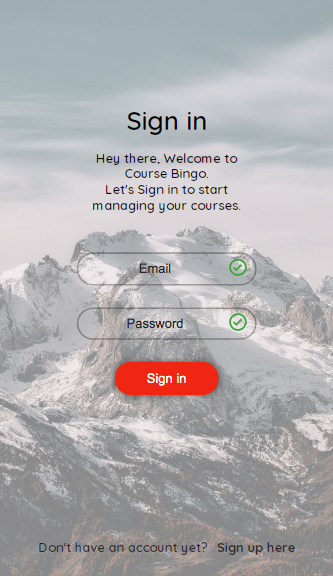 Sign in
Hey there, Welcome to
Course Bingo.
Let's Sign in to start
managing your courses.
Email
Password
Sign in
Don't have an account yet? Sign up here